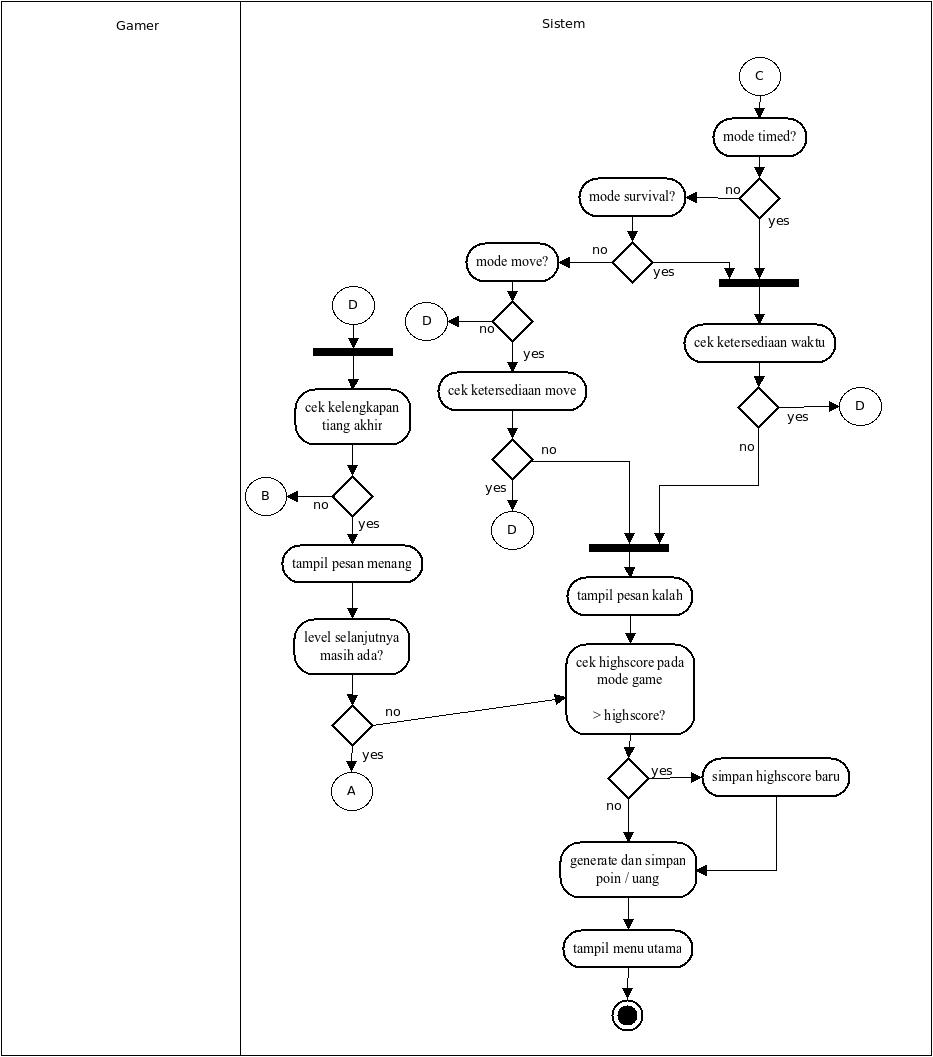 Gamer
Sistem
C
mode timed?
no
yes
mode survival?
no
yes
mode move?
no
yes
D
D
cek ketersediaan waktu
yes
D
no
cek ketersediaan move
no
yes
D
cek kelengkapan
tiang akhir
B
no
yes
tampil pesan menang
tampil pesan kalah
level selanjutnya
masih ada?
no
yes
A
cek highscore pada
mode game
> highscore?
yes
no
simpan highscore baru
generate dan simpan
poin / uang
tampil menu utama